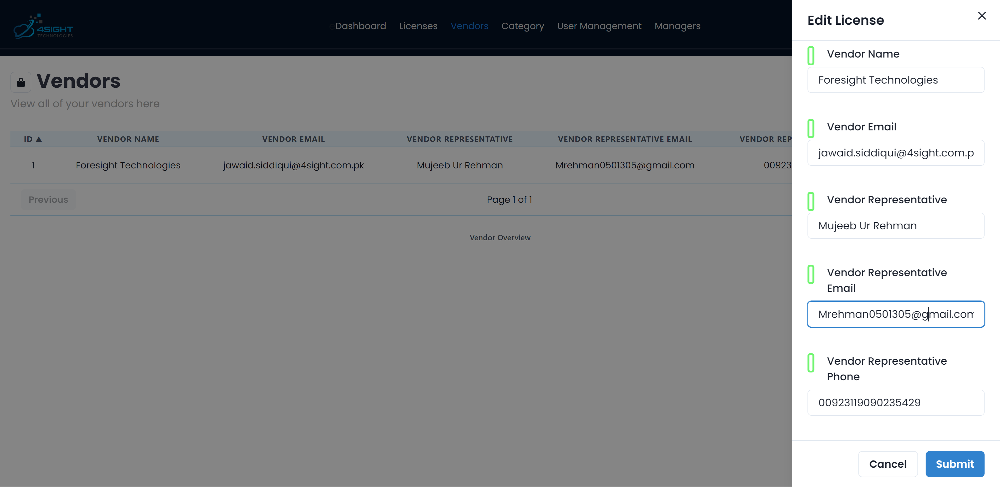 4SIGHT
TECHNOLOGIES
eDashboard Licenses Vendors Category User Management Managers
Vendors
View all of your vendors here
ID ▲ VENDOR NAME VENDOR EMAIL VENDOR REPRESENTATIVE VENDOR REPRESENTATIVE EMAIL VENDOR REP
1 Foresight Technologies jawaid.siddiqui@4sight.com.pk Mujeeb Ur Rehman Mrehman0501305@gmail.com 00923
Previous Page 1 of 1
Vendor Overview
Edit License
Vendor Name
Foresight Technologies
Vendor Email
jawaid.siddiqui@4sight.com.p
Vendor Representative
Mujeeb Ur Rehman
Vendor Representative
Email
Mrehman0501305@gmail.com
Vendor Representative
Phone
00923119090235429
Cancel Submit